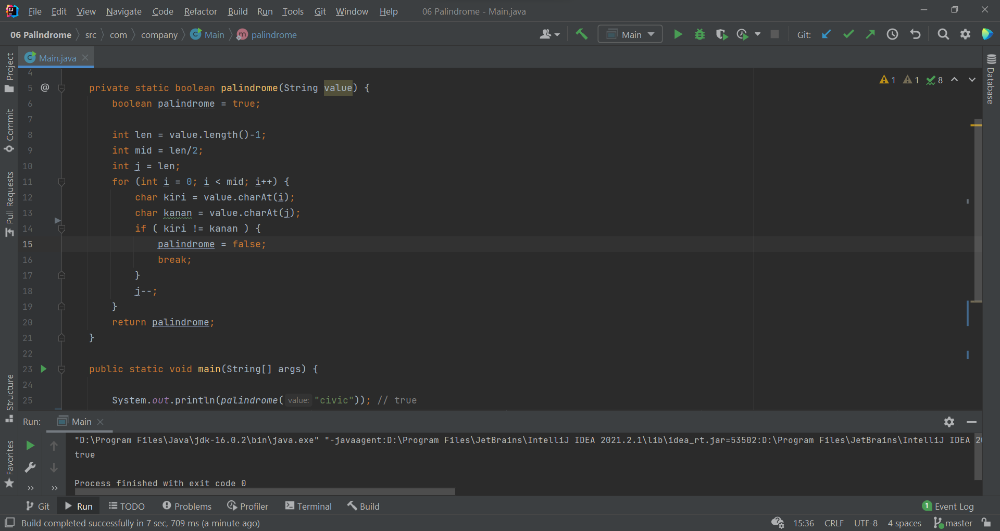 File Edit View Navigate Code Refactor Build Run Tools Git Window Help 06 Palindrome - Main.java
06 Palindrome src com company Main palindrome Main Git:
Main.java
Project
Commit
Pull Requests
Structure
Favorites
Database
1 1 8
4
5 @ private static boolean palindrome(String value) {
6 boolean palindrome = true;
7
8 int len = value.length()-1;
9 int mid = len/2;
10 int j = len;
11 for (int i = 0; i < mid; i++) {
12 char kiri = value.charAt(i);
13 char kanan = value.charAt(j);
14 if ( kiri != kanan ) {
15 palindrome = false;
16 break;
17 }
18 j--;
19 }
20 return palindrome;
21 }
22
23 public static void main(String[] args) {
24
25 System.out.println(palindrome( value: "civic")); // true
Run: Main
"D:\Program Files\Java\jdk-16.0.2\bin\java.exe" "-javaagent:D:\Program Files\JetBrains\IntelliJ IDEA 2021.2.1\lib\idea_rt.jar=53502:D:\Program Files\JetBrains\IntelliJ IDEA
true
Process finished with exit code 0
Git Run TODO Problems Profiler Terminal Build 1 Event Log
Build completed successfully in 7 sec, 709 ms (a minute ago) 15:36 CRLF UTF-8 4 spaces master